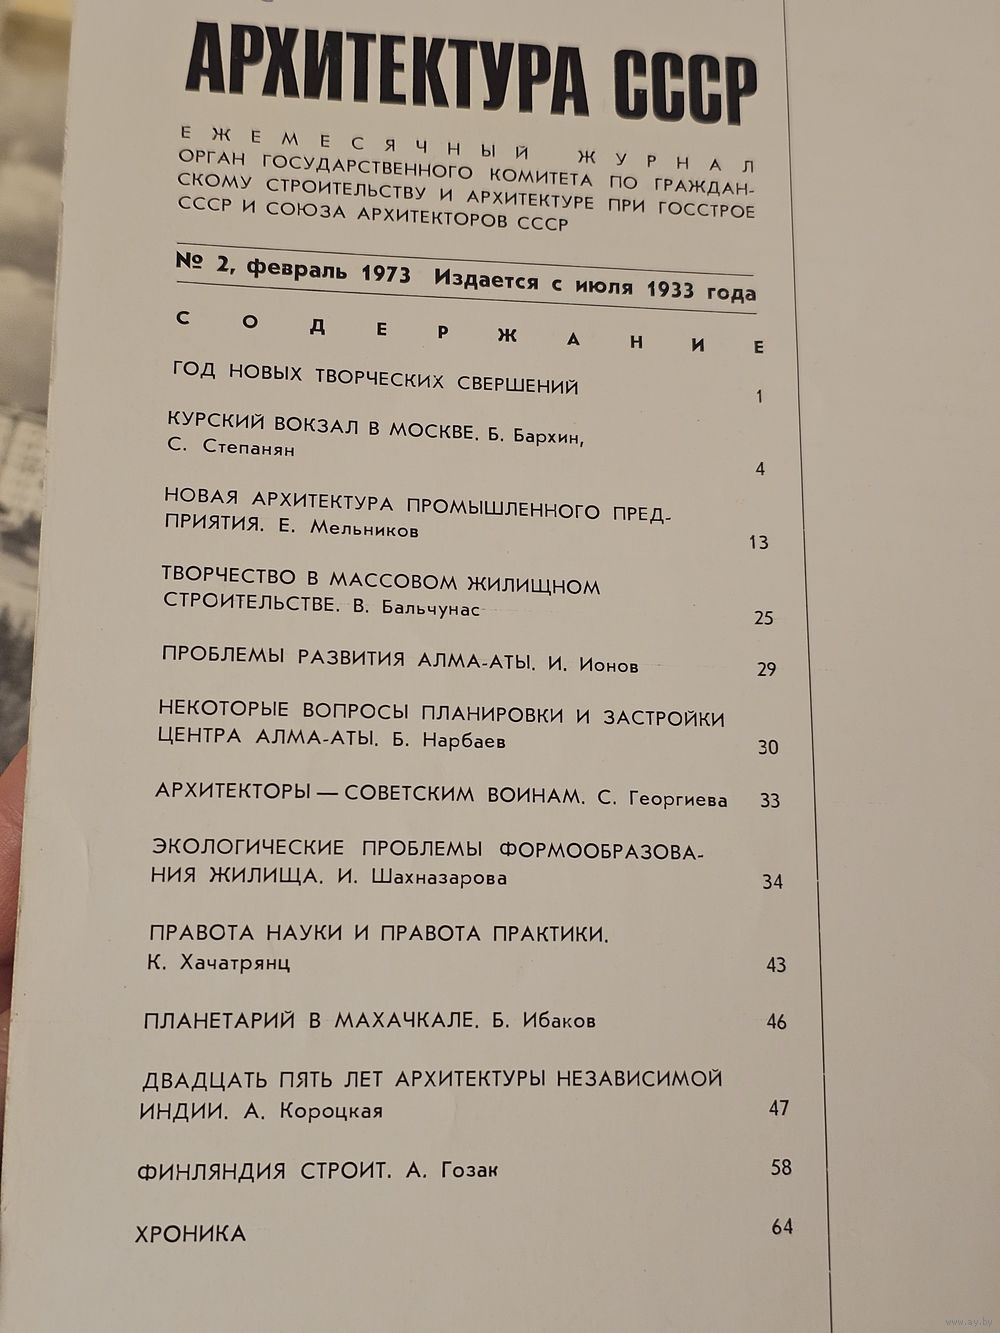 АРХИТЕКТУРА СССР
ЕЖЕМЕСЯЧНЫЙ ЖУРНАЛ
ОРГАН ГОСУДАРСТВЕННОГО КОМИТЕТА ПО ГРАЖДАН-
СКОМУ СТРОИТЕЛЬСТВУ И АРХИТЕКТУРЕ ПРИ ГОССТРОЕ
СССР И СОЮЗА АРХИТЕКТОРОВ СССР
№ 2, февраль 1973 Издается с июля 1933 года
СОДЕРЖАНИЕ
ГОД НОВЫХ ТВОРЧЕСКИХ СВЕРШЕНИЙ 1
КУРСКИЙ ВОКЗАЛ В МОСКВЕ. Б. Бархин,
С. Степанян 4
НОВАЯ АРХИТЕКТУРА ПРОМЫШЛЕННОГО ПРЕД-
ПРИЯТИЯ. Е. Мельников 13
ТВОРЧЕСТВО В МАССОВОМ ЖИЛИЩНОМ
СТРОИТЕЛЬСТВЕ. В. Бальчунас 25
ПРОБЛЕМЫ РАЗВИТИЯ АЛМА-АТЫ. И. Ионов 29
НЕКОТОРЫЕ ВОПРОСЫ ПЛАНИРОВКИ И ЗАСТРОЙКИ
ЦЕНТРА АЛМА-АТЫ. Б. Нарбаев 30
АРХИТЕКТОРЫ — СОВЕТСКИМ ВОИНАМ. С. Георгиева 33
ЭКОЛОГИЧЕСКИЕ ПРОБЛЕМЫ ФОРМООБРАЗОВА-
НИЯ ЖИЛИЩА. И. Шахназарова 34
ПРАВОТА НАУКИ И ПРАВОТА ПРАКТИКИ.
К. Хачатрянц 43
ПЛАНЕТАРИЙ В МАХАЧКАЛЕ. Б. Ибаков 46
ДВАДЦАТЬ ПЯТЬ ЛЕТ АРХИТЕКТУРЫ НЕЗАВИСИМОЙ
ИНДИИ. А. Короцкая 47
ФИНЛЯНДИЯ СТРОИТ. А. Гозак 58
ХРОНИКА 64
www.ay.by